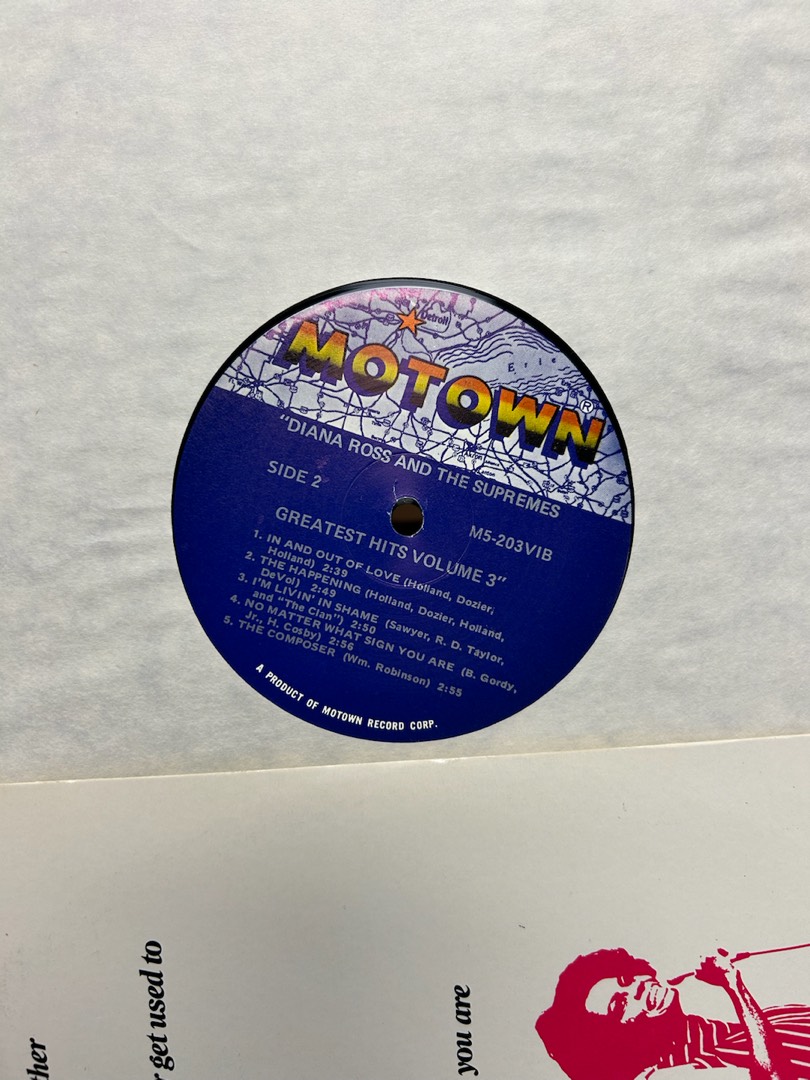 Detroit
Erie
MOTOWN®
Akron
Canton
"DIANA ROSS AND THE SUPREMES
SIDE 2
M5-203VIB
GREATEST HITS VOLUME 3"
1. IN AND OUT OF LOVE (Holland, Dozier,
Holland) 2:39
2. THE HAPPENING (Holland, Dozier, Holland,
DeVol) 2:49
3. I'M LIVIN' IN SHAME (Sawyer, R. D. Taylor,
and "The Clan") 2:50
4. NO MATTER WHAT SIGN YOU ARE (B. Gordy,
Jr., H. Cosby) 2:56
5. THE COMPOSER (Wm. Robinson) 2:55
A PRODUCT OF MOTOWN RECORD CORP.
ther
r get used to
you are